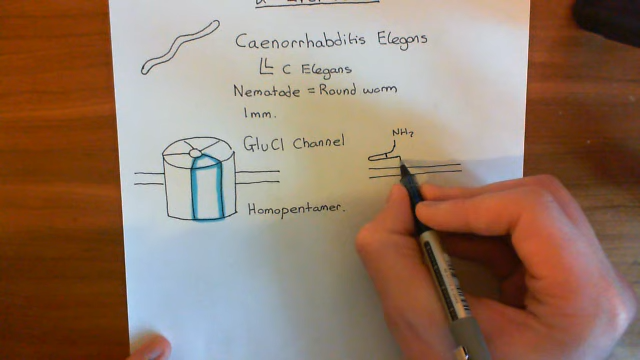 Caenorrhabditis Elegans
C Elegans
Nematode = Round worm
1mm.
GluCl Channel
NH2
Homopentamer.